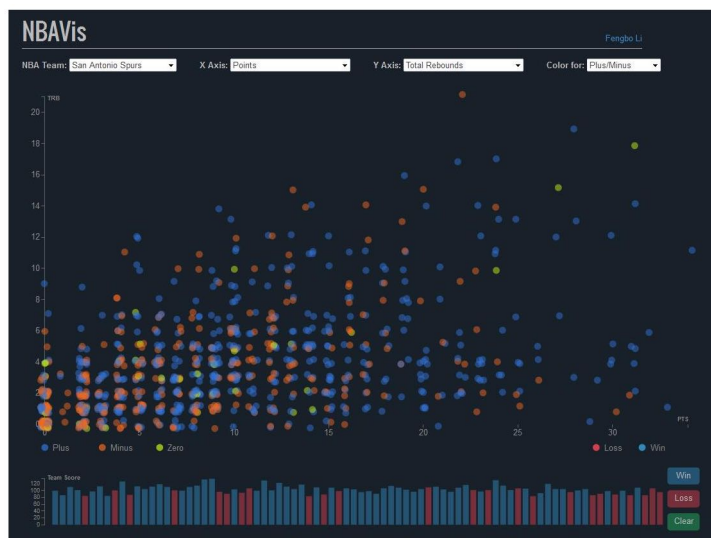 NBAVis
Fengbo Li
NBA Team: San Antonio Spurs X Axis: Points Y Axis: Total Rebounds Color for: Plus/Minus
TRB
20
18
16
14
12
10
8
6
4
2
0
0 5 10 15 20 25 30
PTS
Plus Minus Zero Loss Win
Team Score
120
100
80
60
40
20
0
Win
Loss
Clear